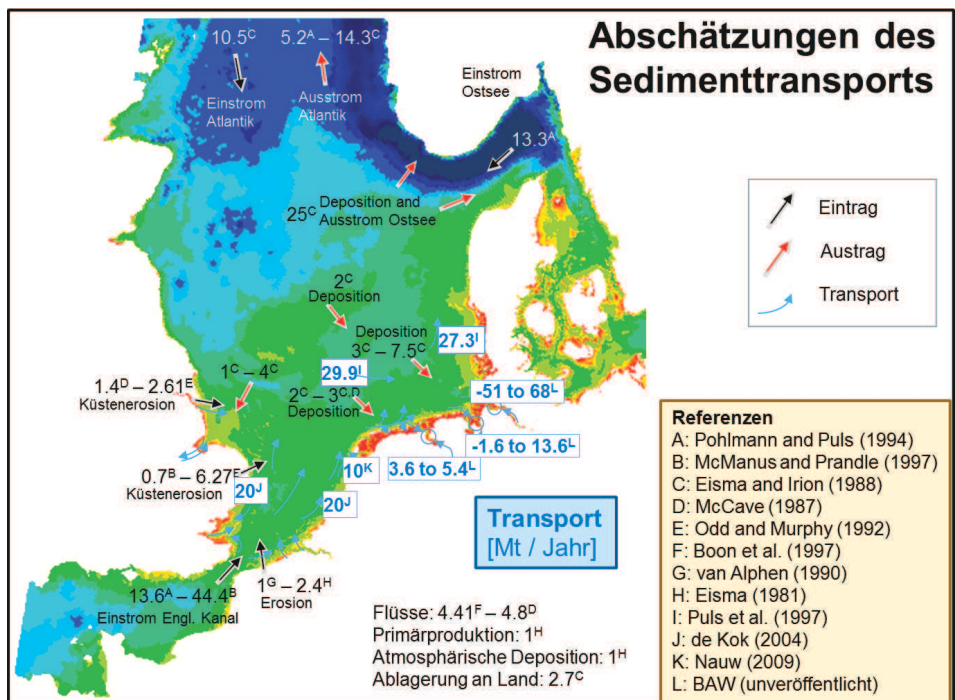 Abschätzungen des
Sedimenttransports
10.5ᶜ
5.2ᴬ – 14.3ᶜ
Einstrom
Atlantik
Ausstrom
Atlantik
Einstrom
Ostsee
13.3ᴬ
25ᶜ
Deposition and
Ausstrom Ostsee
Eintrag
Austrag
Transport
2ᶜ
Deposition
Deposition
3ᶜ – 7.5ᶜ
27.3ᴵ
29.9ᴵ
1ᶜ – 4ᶜ
1.4ᴰ – 2.61ᴱ
Küstenerosion
2ᶜ – 3ᶜ·ᴰ
Deposition
-51 to 68ᴸ
-1.6 to 13.6ᴸ
3.6 to 5.4ᴸ
10ᴷ
0.7ᴮ – 6.27ᴱ
Küstenerosion
20ᴶ
20ᴶ
Transport
[Mt / Jahr]
13.6ᴬ – 44.4ᴮ
Einstrom Engl. Kanal
1ᴳ – 2.4ᴴ
Erosion
Flüsse: 4.41ꟳ – 4.8ᴰ
Primärproduktion: 1ᴴ
Atmosphärische Deposition: 1ᴴ
Ablagerung an Land: 2.7ᶜ
Referenzen
A: Pohlmann and Puls (1994)
B: McManus and Prandle (1997)
C: Eisma and Irion (1988)
D: McCave (1987)
E: Odd and Murphy (1992)
F: Boon et al. (1997)
G: van Alphen (1990)
H: Eisma (1981)
I: Puls et al. (1997)
J: de Kok (2004)
K: Nauw (2009)
L: BAW (unveröffentlicht)